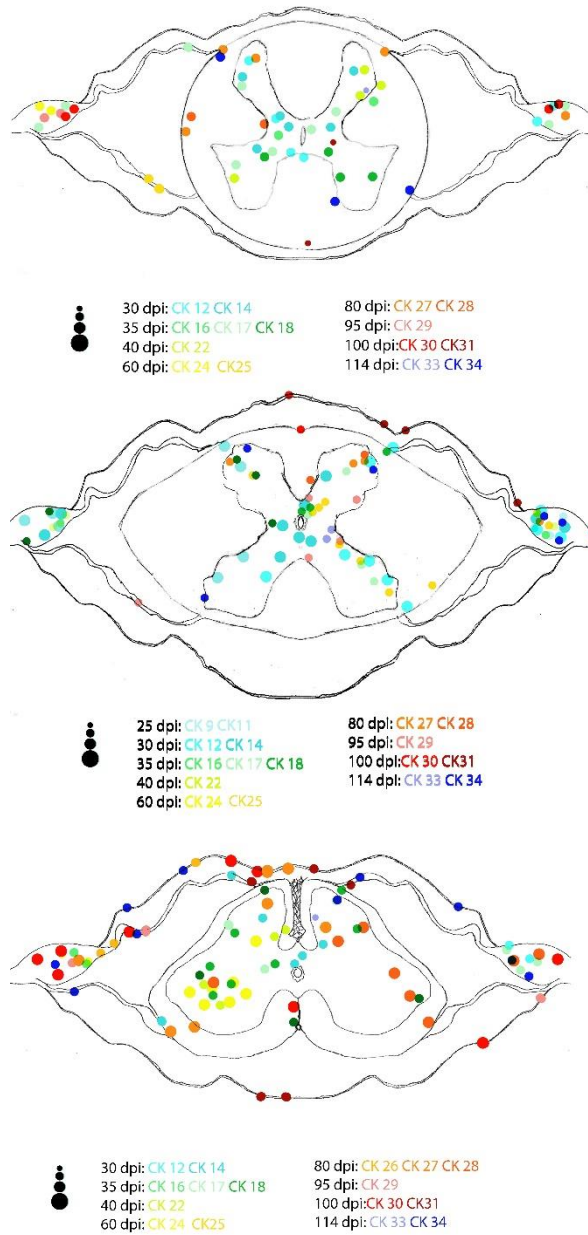 30 dpi: CK 12 CK 14 80 dpi: CK 27 CK 28
35 dpi: CK 16 CK 17 CK 18 95 dpi: CK 29
40 dpi: CK 22 100 dpi:CK 30 CK31
60 dpi: CK 24 CK25 114 dpi: CK 33 CK 34
25 dpi: CK 9 CK11 80 dpi: CK 27 CK 28
30 dpi: CK 12 CK 14 95 dpi: CK 29
35 dpi: CK 16 CK 17 CK 18 100 dpi:CK 30 CK31
40 dpi: CK 22 114 dpi: CK 33 CK 34
60 dpi: CK 24 CK25
30 dpi: CK 12 CK 14 80 dpi: CK 26 CK 27 CK 28
35 dpi: CK 16 CK 17 CK 18 95 dpi: CK 29
40 dpi: CK 22 100 dpi:CK 30 CK31
60 dpi: CK 24 CK25 114 dpi: CK 33 CK 34